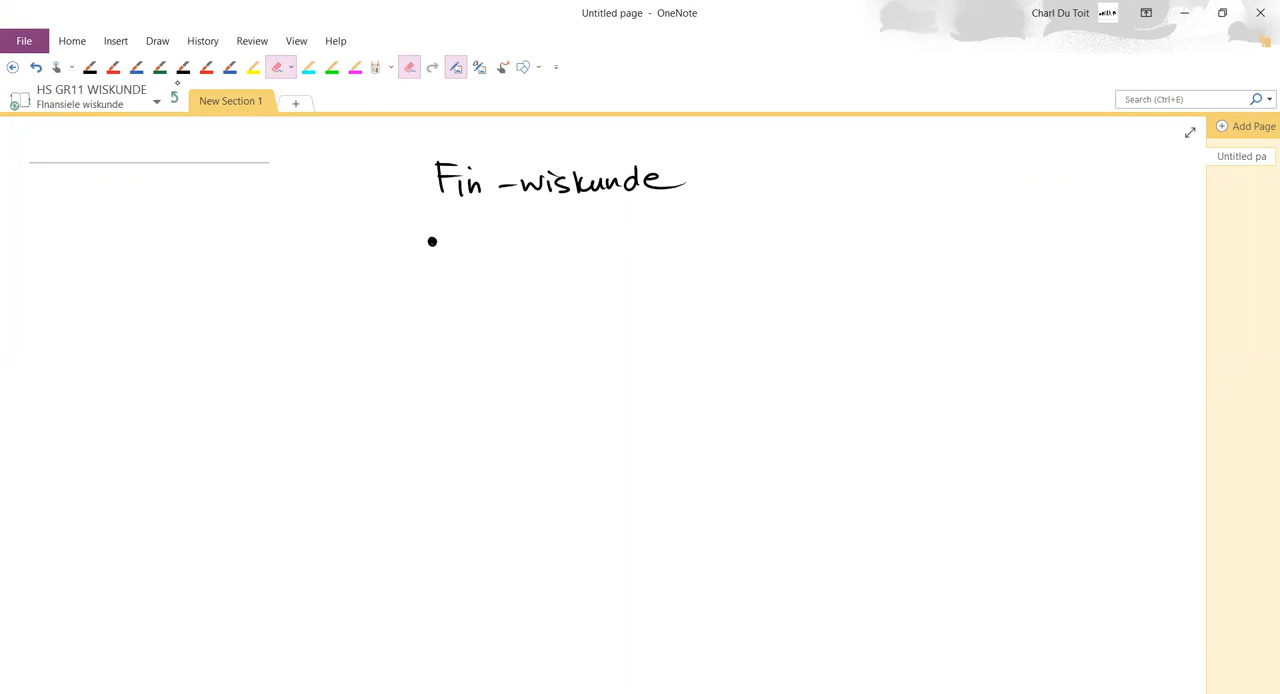 Untitled page - OneNote
Charl Du Toit
File Home Insert Draw History Review View Help
HS GR11 WISKUNDE
FInansiele wiskunde
New Section 1
Search (Ctrl+E)
Add Page
Untitled pa
Fin - wiskunde